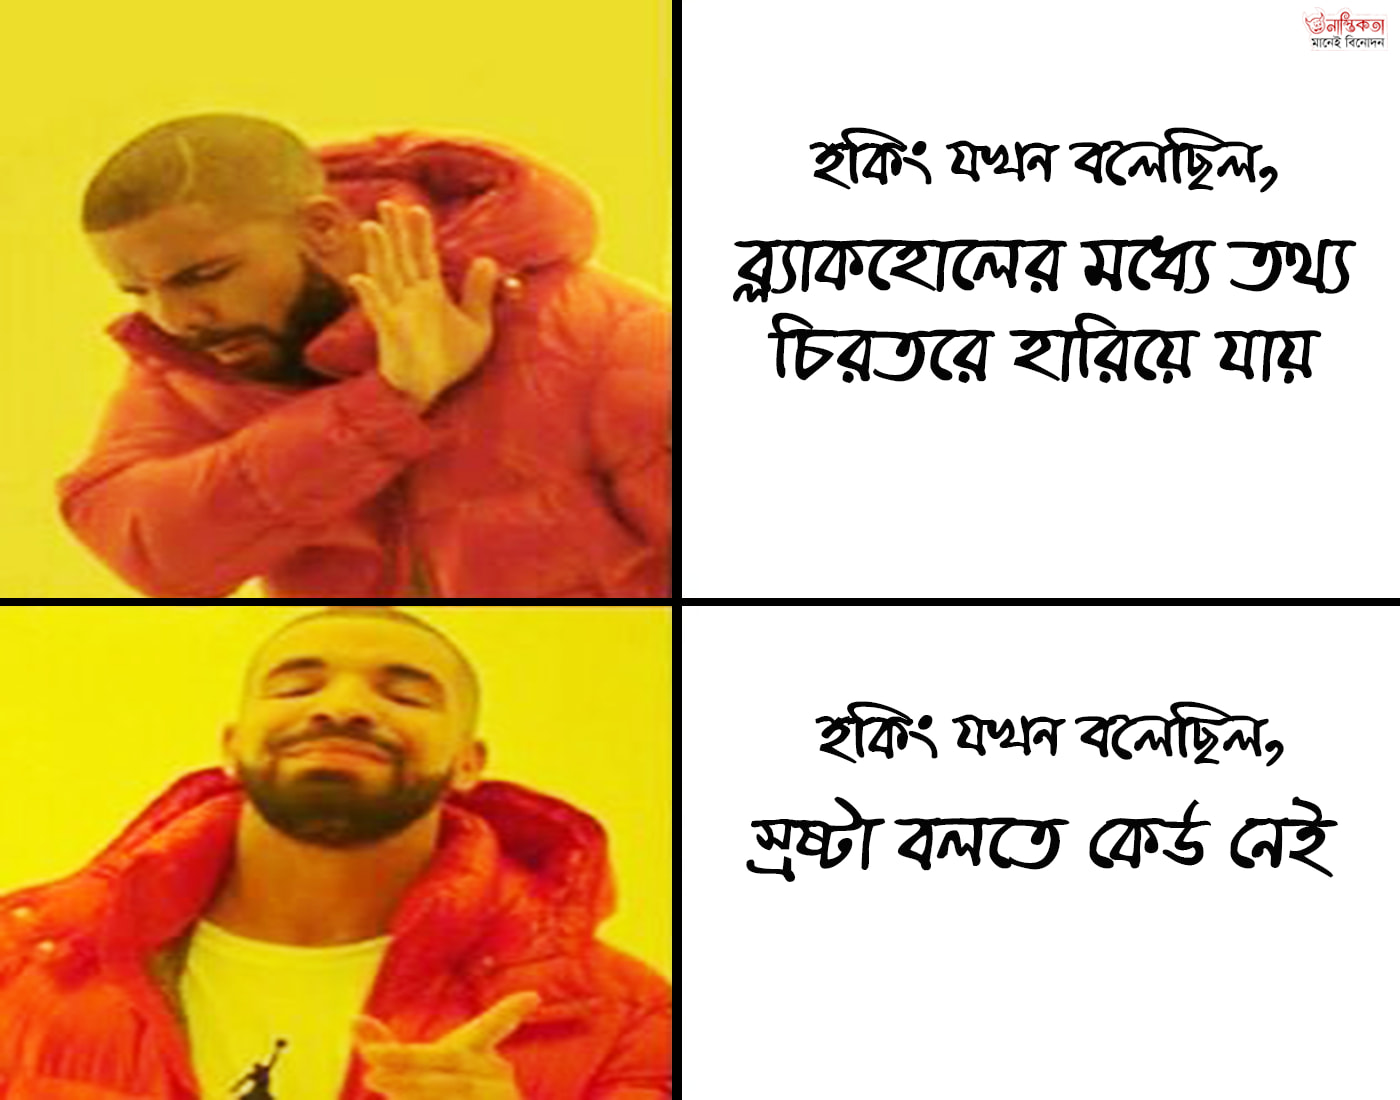 নাস্তিকতা
মানেই বিনোদন
হকিং যখন বলেছিল,
ব্ল্যাকহোলের মধ্যে তথ্য
চিরতরে হারিয়ে যায়
হকিং যখন বলেছিল,
স্রষ্টা বলতে কেউ নেই